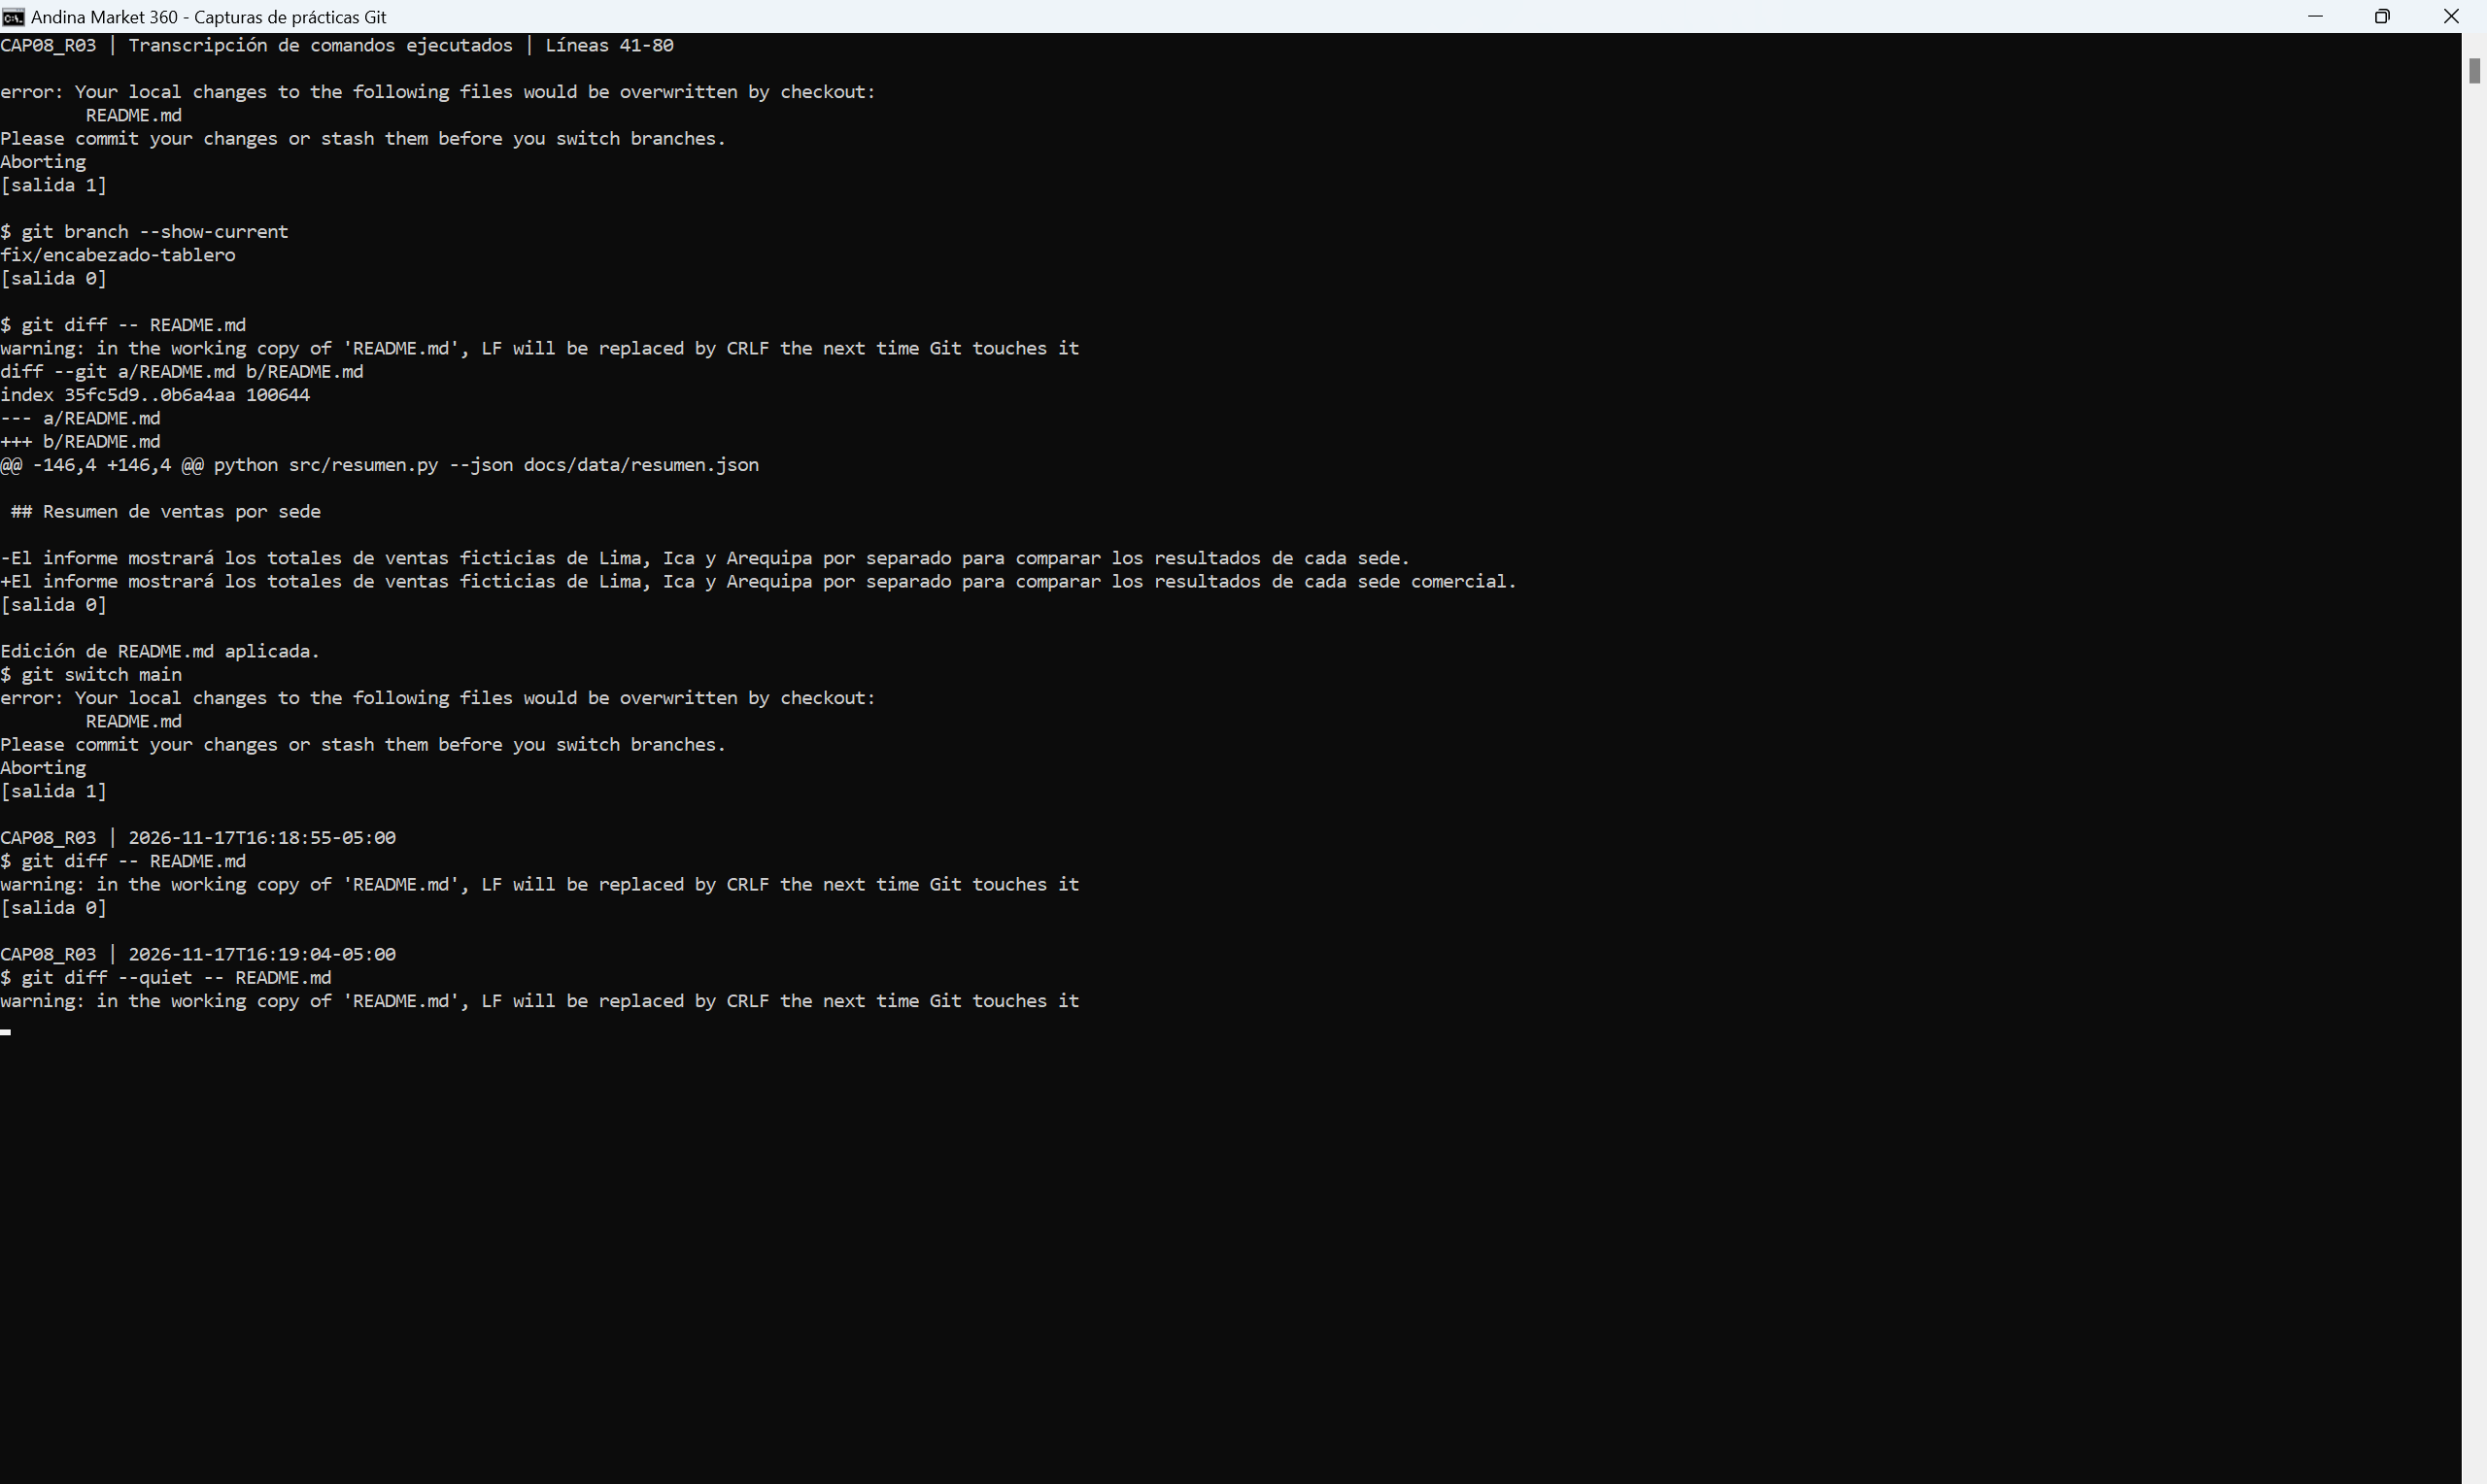 Andina Market 360 - Capturas de prácticas Git
CAP08_R03 | Transcripción de comandos ejecutados | Líneas 41-80
error: Your local changes to the following files would be overwritten by checkout:
README.md
Please commit your changes or stash them before you switch branches.
Aborting
[salida 1]
$ git branch --show-current
fix/encabezado-tablero
[salida 0]
$ git diff -- README.md
warning: in the working copy of 'README.md', LF will be replaced by CRLF the next time Git touches it
diff --git a/README.md b/README.md
index 35fc5d9..0b6a4aa 100644
--- a/README.md
+++ b/README.md
@@ -146,4 +146,4 @@ python src/resumen.py --json docs/data/resumen.json
## Resumen de ventas por sede
-El informe mostrará los totales de ventas ficticias de Lima, Ica y Arequipa por separado para comparar los resultados de cada sede.
+El informe mostrará los totales de ventas ficticias de Lima, Ica y Arequipa por separado para comparar los resultados de cada sede comercial.
[salida 0]
Edición de README.md aplicada.
$ git switch main
error: Your local changes to the following files would be overwritten by checkout:
README.md
Please commit your changes or stash them before you switch branches.
Aborting
[salida 1]
CAP08_R03 | 2026-11-17T16:18:55-05:00
$ git diff -- README.md
warning: in the working copy of 'README.md', LF will be replaced by CRLF the next time Git touches it
[salida 0]
CAP08_R03 | 2026-11-17T16:19:04-05:00
$ git diff --quiet -- README.md
warning: in the working copy of 'README.md', LF will be replaced by CRLF the next time Git touches it